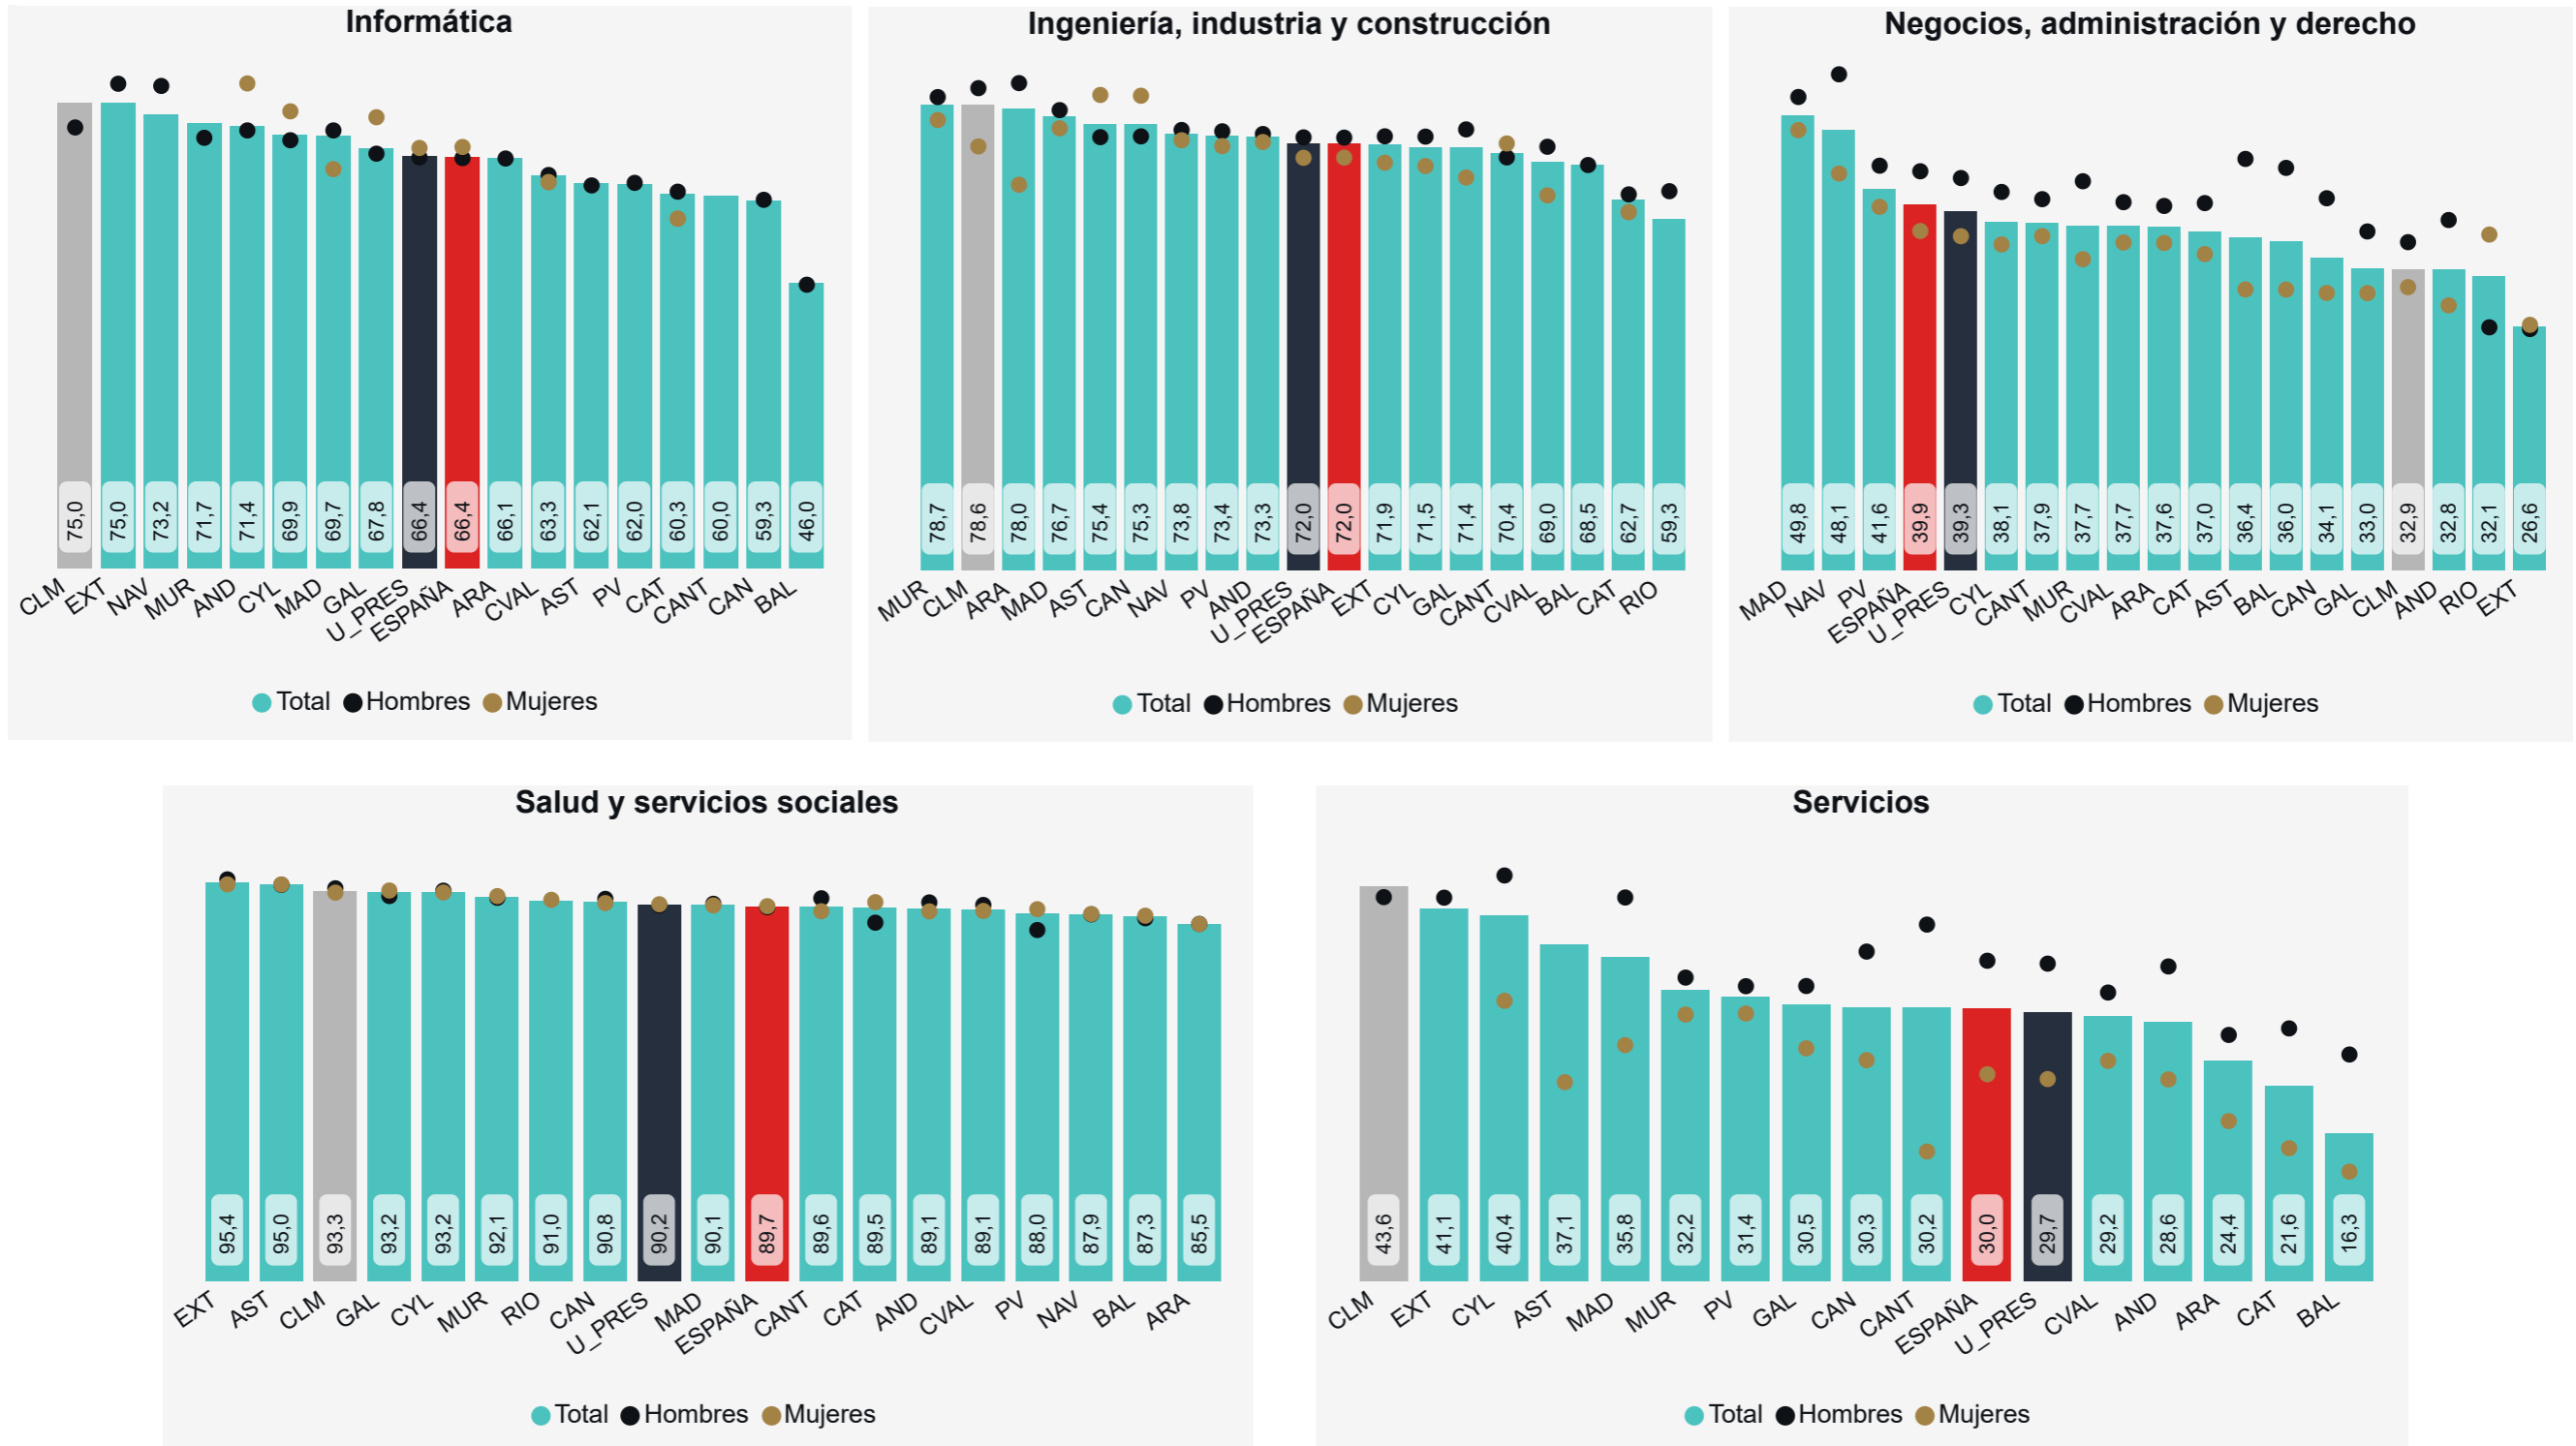 Informática
75,0 75,0 73,2 71,7 71,4 69,9 69,7 67,8 66,4 66,4 66,1 63,3 62,1 62,0 60,3 60,0 59,3 46,0
CLM EXT NAV MUR AND CYL MAD GAL U_PRES ESPAÑA ARA CVAL AST PV CAT CANT CAN BAL
Total Hombres Mujeres
Ingeniería, industria y construcción
78,7 78,6 78,0 76,7 75,4 75,3 73,8 73,4 73,3 72,0 72,0 71,9 71,5 71,4 70,4 69,0 68,5 62,7 59,3
MUR CLM ARA MAD AST CAN NAV PV AND U_PRES ESPAÑA EXT CYL GAL CANT CVAL BAL CAT RIO
Total Hombres Mujeres
Negocios, administración y derecho
49,8 48,1 41,6 39,9 39,3 38,1 37,9 37,7 37,7 37,6 37,0 36,4 36,0 34,1 33,0 32,9 32,8 32,1 26,6
MAD NAV PV ESPAÑA U_PRES CYL CANT MUR CVAL ARA CAT AST BAL CAN GAL CLM AND RIO EXT
Total Hombres Mujeres
Salud y servicios sociales
95,4 95,0 93,3 93,2 93,2 92,1 91,0 90,8 90,2 90,1 89,7 89,6 89,5 89,1 89,1 88,0 87,9 87,3 85,5
EXT AST CLM GAL CYL MUR RIO CAN U_PRES MAD ESPAÑA CANT CAT AND CVAL PV NAV BAL ARA
Total Hombres Mujeres
Servicios
43,6 41,1 40,4 37,1 35,8 32,2 31,4 30,5 30,3 30,2 30,0 29,7 29,2 28,6 24,4 21,6 16,3
CLM EXT CYL AST MAD MUR PV GAL CAN CANT ESPAÑA U_PRES CVAL AND ARA CAT BAL
Total Hombres Mujeres